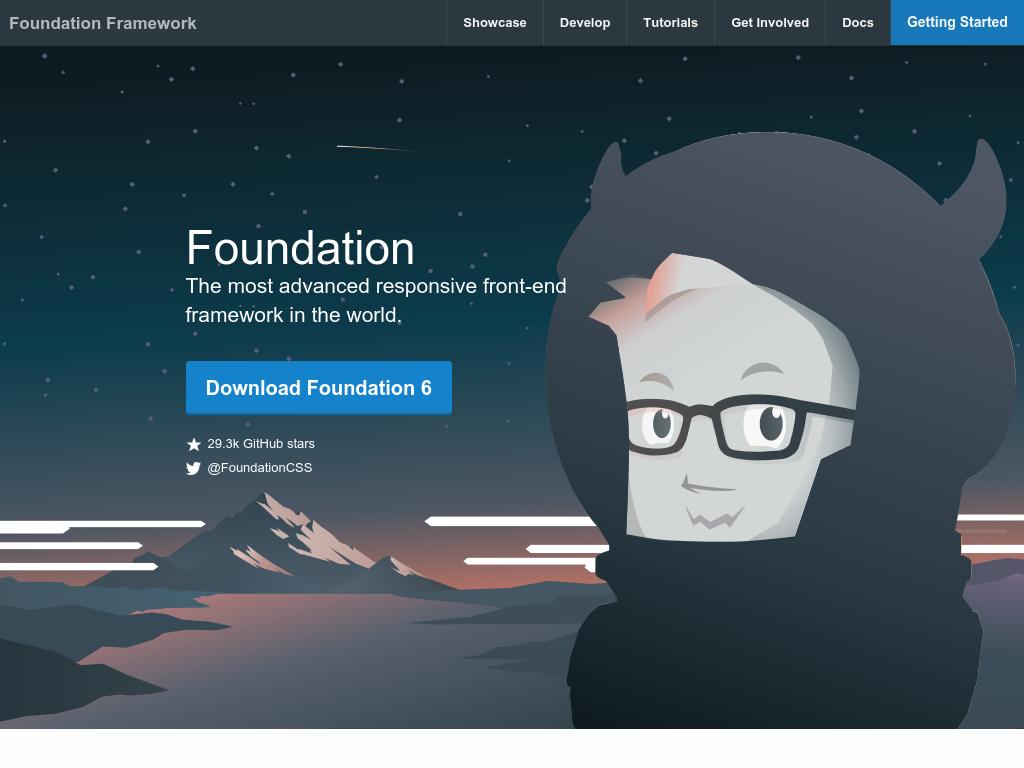 Foundation Framework
Showcase
Develop
Tutorials
Get Involved
Docs
Getting Started
Foundation
The most advanced responsive front-end
framework in the world.
Download Foundation 6
29.3k GitHub stars
@FoundationCSS